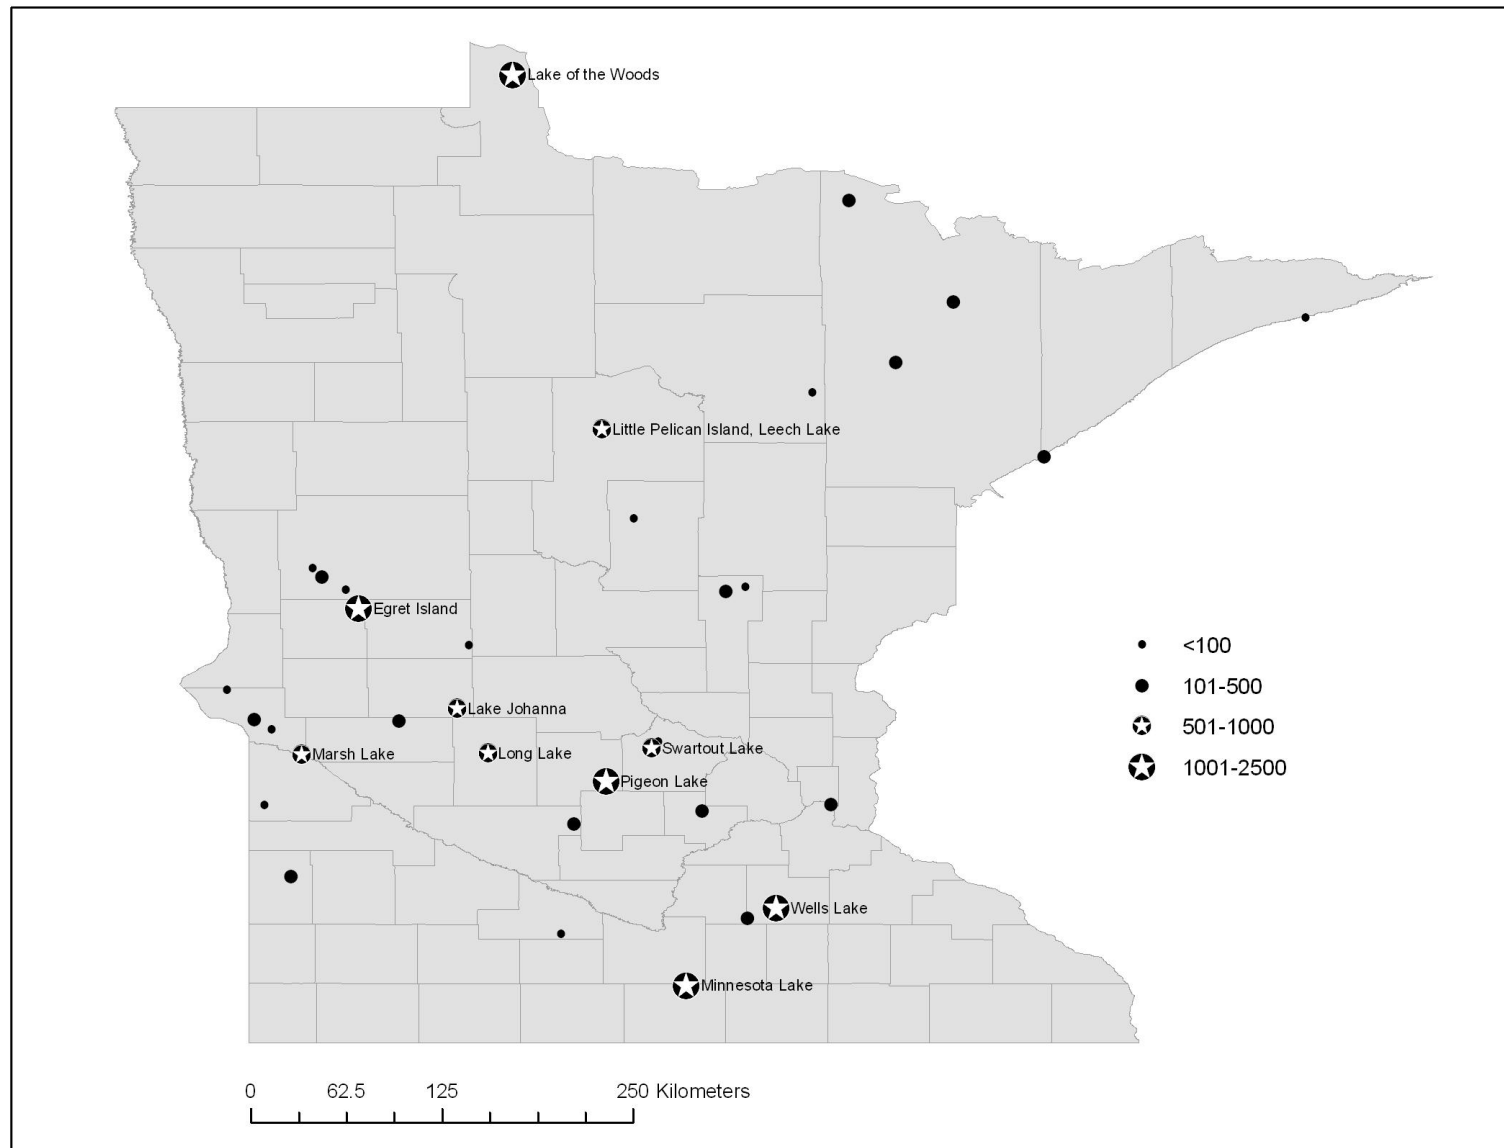 Lake of the Woods
Little Pelican Island, Leech Lake
Egret Island
Lake Johanna
Marsh Lake
Long Lake
Swartout Lake
Pigeon Lake
Wells Lake
Minnesota Lake
<100
101-500
501-1000
1001-2500
0 62.5 125 250 Kilometers